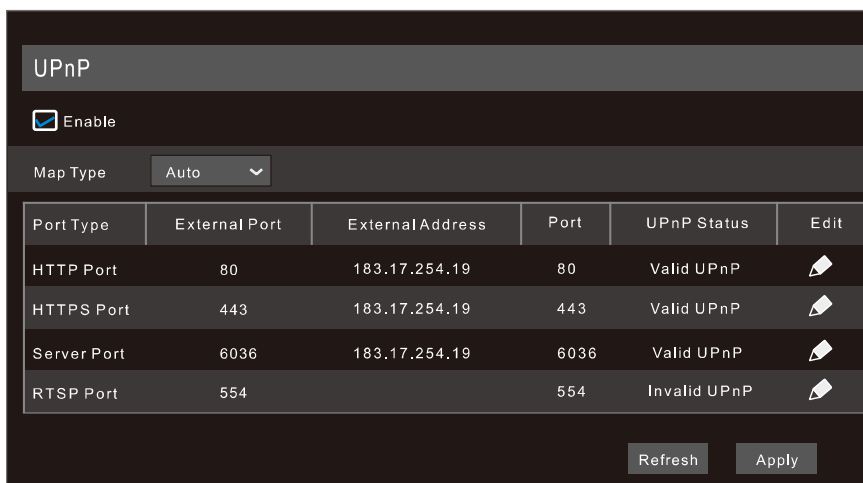 UPnP
Enable
Map Type Auto
Port Type External Port External Address Port UPnP Status Edit
HTTP Port 80 183.17.254.19 80 Valid UPnP
HTTPS Port 443 183.17.254.19 443 Valid UPnP
Server Port 6036 183.17.254.19 6036 Valid UPnP
RTSP Port 554 554 Invalid UPnP
Refresh Apply